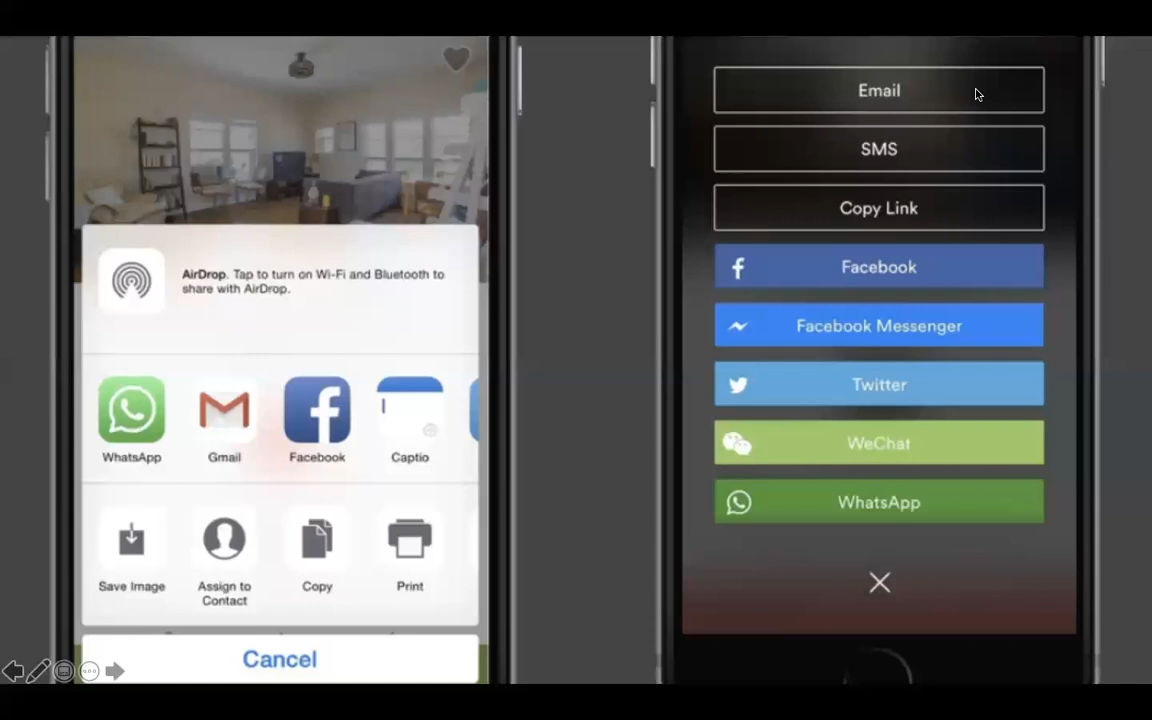 AirDrop. Tap to turn on Wi-Fi and Bluetooth to
share with AirDrop.
WhatsApp
Gmail
Facebook
Captio
Save Image
Assign to
Contact
Copy
Print
Cancel
Email
SMS
Copy Link
Facebook
Facebook Messenger
Twitter
WeChat
WhatsApp